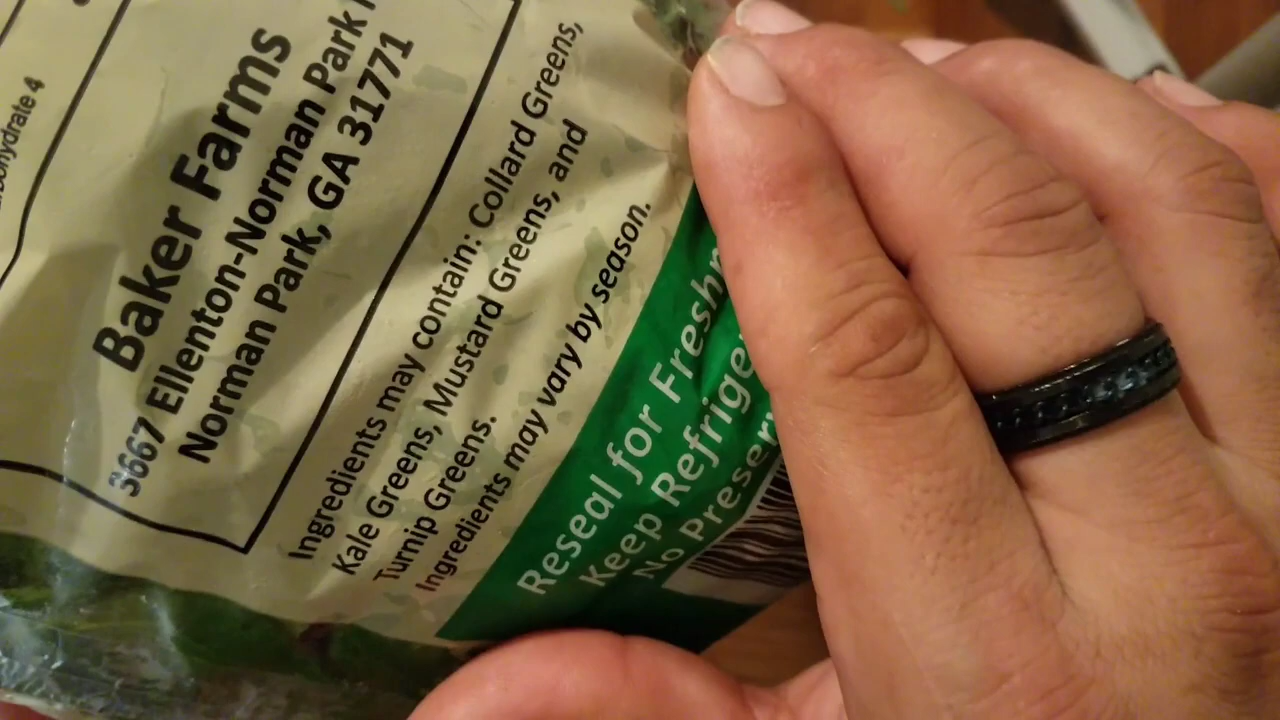 Baker Farms
3667 Ellenton-Norman Park
Norman Park, GA 31771
Ingredients may contain: Collard Greens,
Kale Greens, Mustard Greens, and
Turnip Greens.
Ingredients may vary by season.
Reseal for
Keep
No